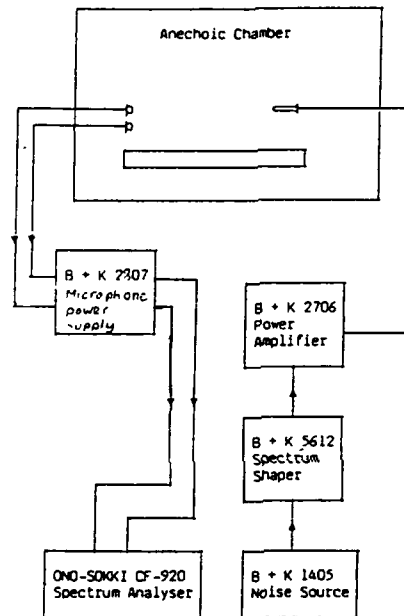 Anechoic Chamber
B + K 2807
Microphone
power
supply
B + K 2706
Power
Amplifier
B + K 5612
Spectrum
Shaper
ONO-SOKKI CF-920
Spectrum Analyser
B + K 1405
Noise Source